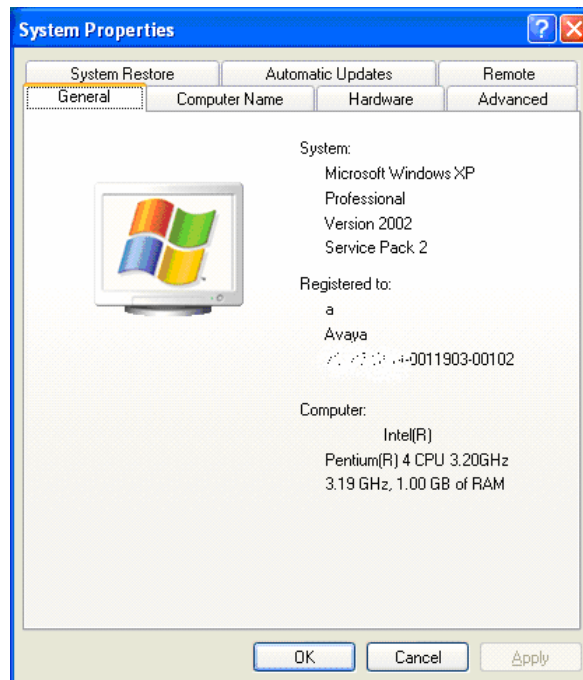 System Properties
System Restore Automatic Updates Remote
General Computer Name Hardware Advanced
System:
Microsoft Windows XP
Professional
Version 2002
Service Pack 2
Registered to:
a
Avaya
-0011903-00102
Computer:
Intel(R)
Pentium(R) 4 CPU 3.20GHz
3.19 GHz, 1.00 GB of RAM
OK Cancel Apply